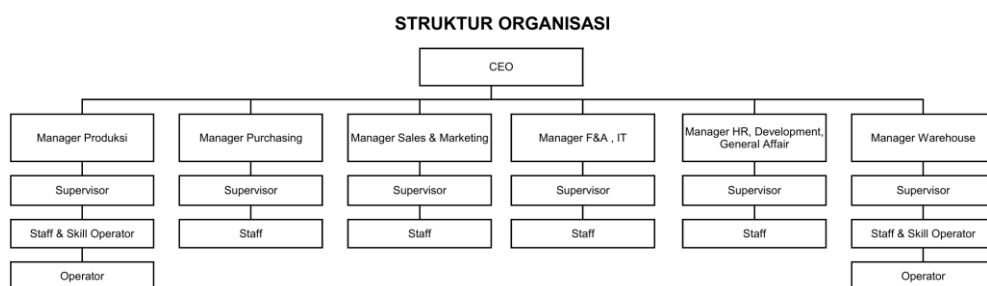 STRUKTUR ORGANISASI
CEO
Manager Produksi
Manager Purchasing
Manager Sales & Marketing
Manager F&A , IT
Manager HR, Development,
General Affair
Manager Warehouse
Supervisor
Supervisor
Supervisor
Supervisor
Supervisor
Supervisor
Staff & Skill Operator
Staff
Staff
Staff
Staff
Staff & Skill Operator
Operator
Operator